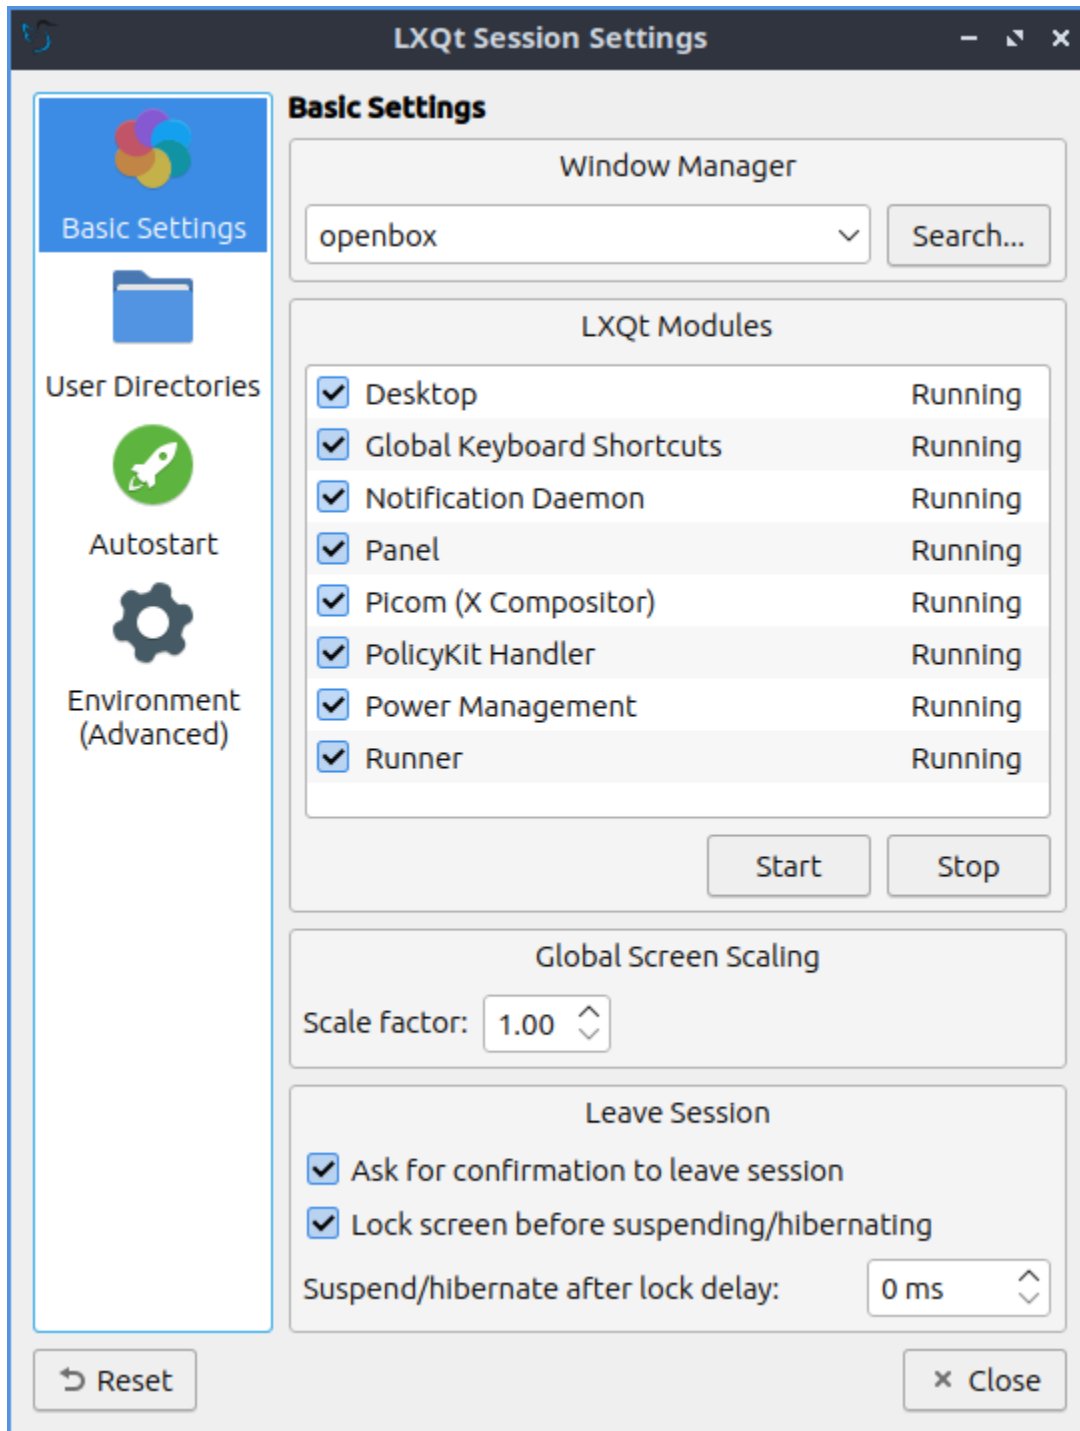 LXQt Session Settings
Basic Settings
User Directories
Autostart
Environment
(Advanced)
Basic Settings
Window Manager
openbox Search...
LXQt Modules
Desktop Running
Global Keyboard Shortcuts Running
Notification Daemon Running
Panel Running
Picom (X Compositor) Running
PolicyKit Handler Running
Power Management Running
Runner Running
Start Stop
Global Screen Scaling
Scale factor: 1.00
Leave Session
Ask for confirmation to leave session
Lock screen before suspending/hibernating
Suspend/hibernate after lock delay: 0 ms
Reset Close